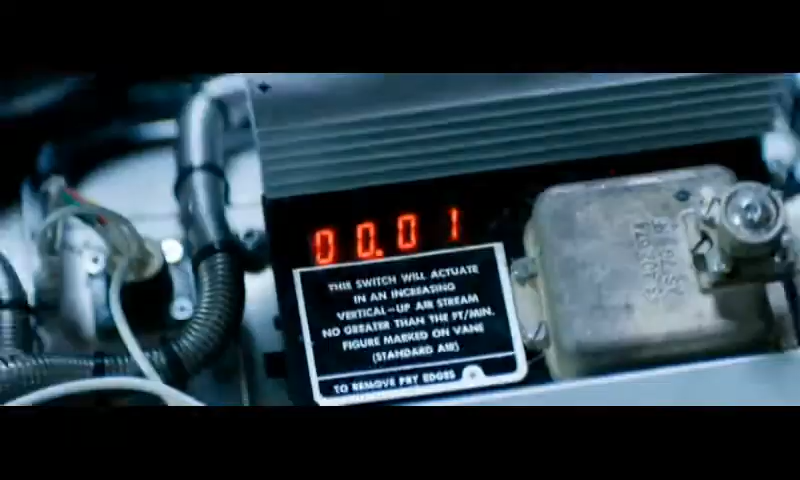 00.01
THIS SWITCH WILL ACTUATE
IN AN INCREASING
VERTICAL-UP AIR STREAM
NO GREATER THAN THE FT/MIN.
FIGURE MARKED ON VANE
(STANDARD AIR)
TO REMOVE PRY EDGES